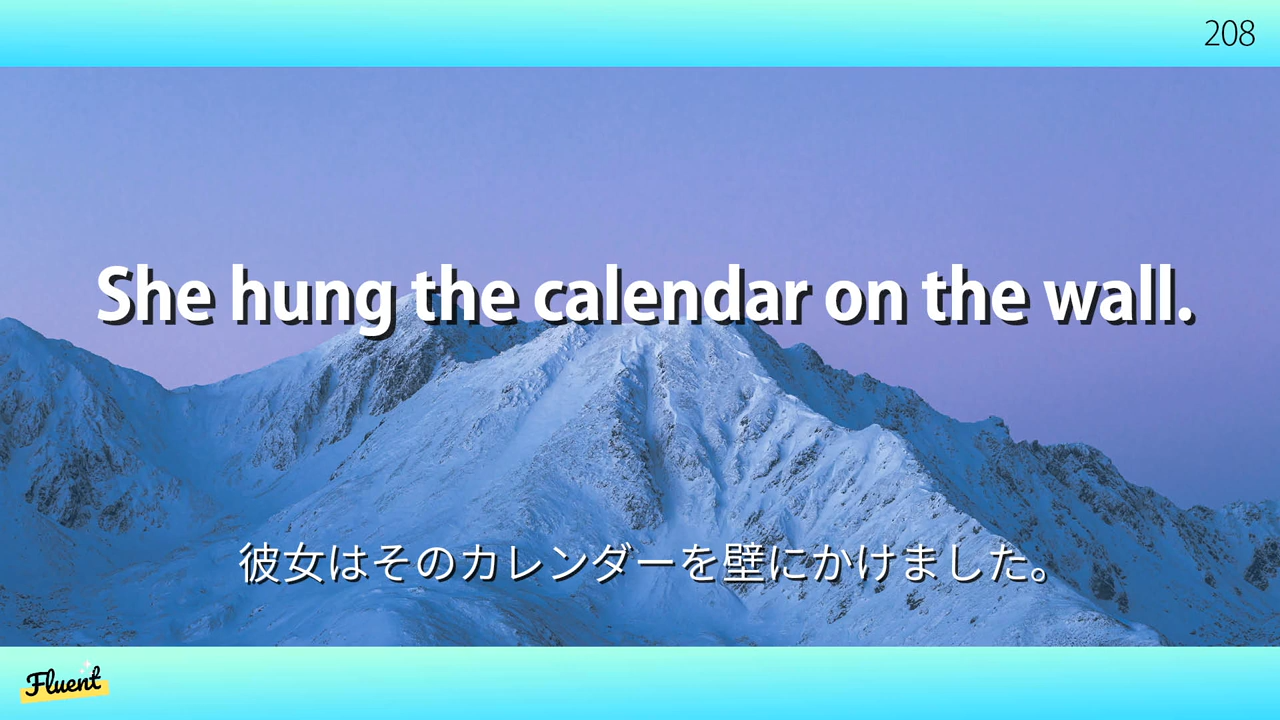 208
She hung the calendar on the wall.
彼女はそのカレンダーを壁にかけました。
Fluent